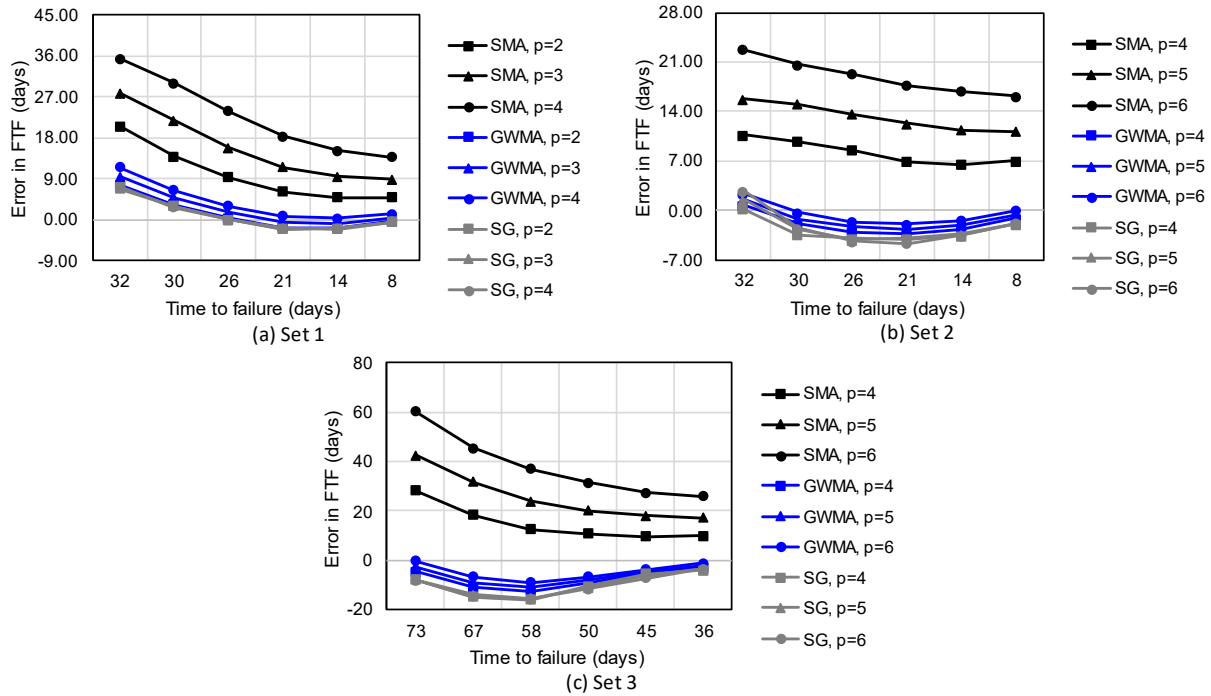 45.00
36.00
27.00
18.00
9.00
0.00
-9.00
Error in FTF (days)
32 30 26 21 14 8
Time to failure (days)
SMA, p=2
SMA, p=3
SMA, p=4
GWMA, p=2
GWMA, p=3
GWMA, p=4
SG, p=2
SG, p=3
SG, p=4
(a) Set 1
28.00
21.00
14.00
7.00
0.00
-7.00
Error in FTF (days)
32 30 26 21 14 8
Time to failure (days)
SMA, p=4
SMA, p=5
SMA, p=6
GWMA, p=4
GWMA, p=5
GWMA, p=6
SG, p=4
SG, p=5
SG, p=6
(b) Set 2
80
60
40
20
0
-20
Error in FTF (days)
73 67 58 50 45 36
Time to failure (days)
SMA, p=4
SMA, p=5
SMA, p=6
GWMA, p=4
GWMA, p=5
GWMA, p=6
SG, p=4
SG, p=5
SG, p=6
(c) Set 3